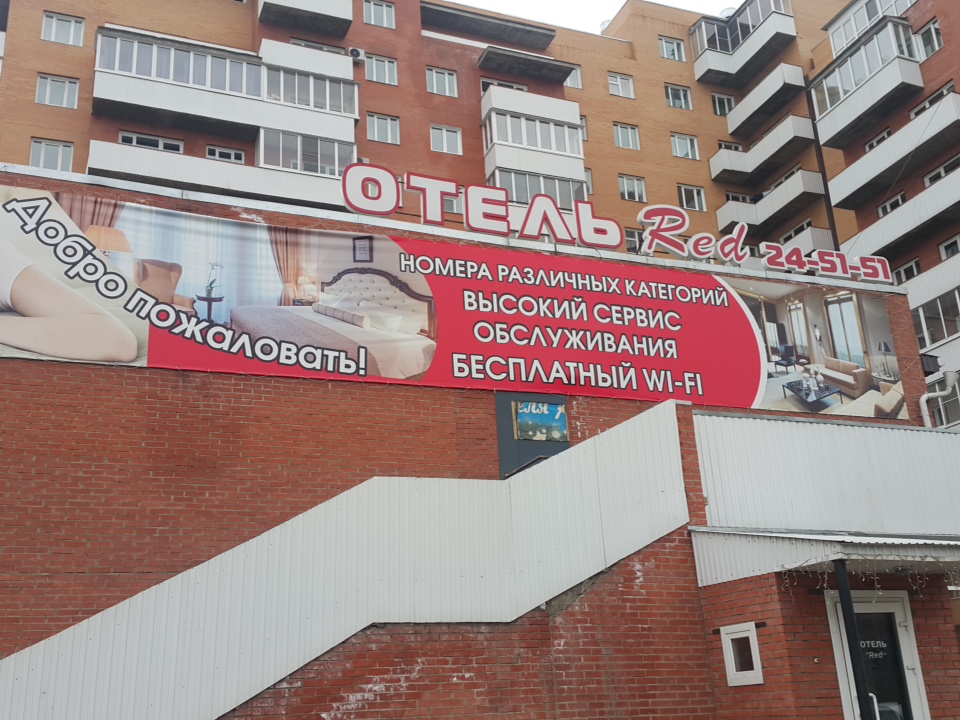 ОТЕЛЬ Red 24-51-51
Добро пожаловать!
НОМЕРА РАЗЛИЧНЫХ КАТЕГОРИЙ
ВЫСОКИЙ СЕРВИС
ОБСЛУЖИВАНИЯ
БЕСПЛАТНЫЙ WI-FI
ОТЕЛЬ
"Red"